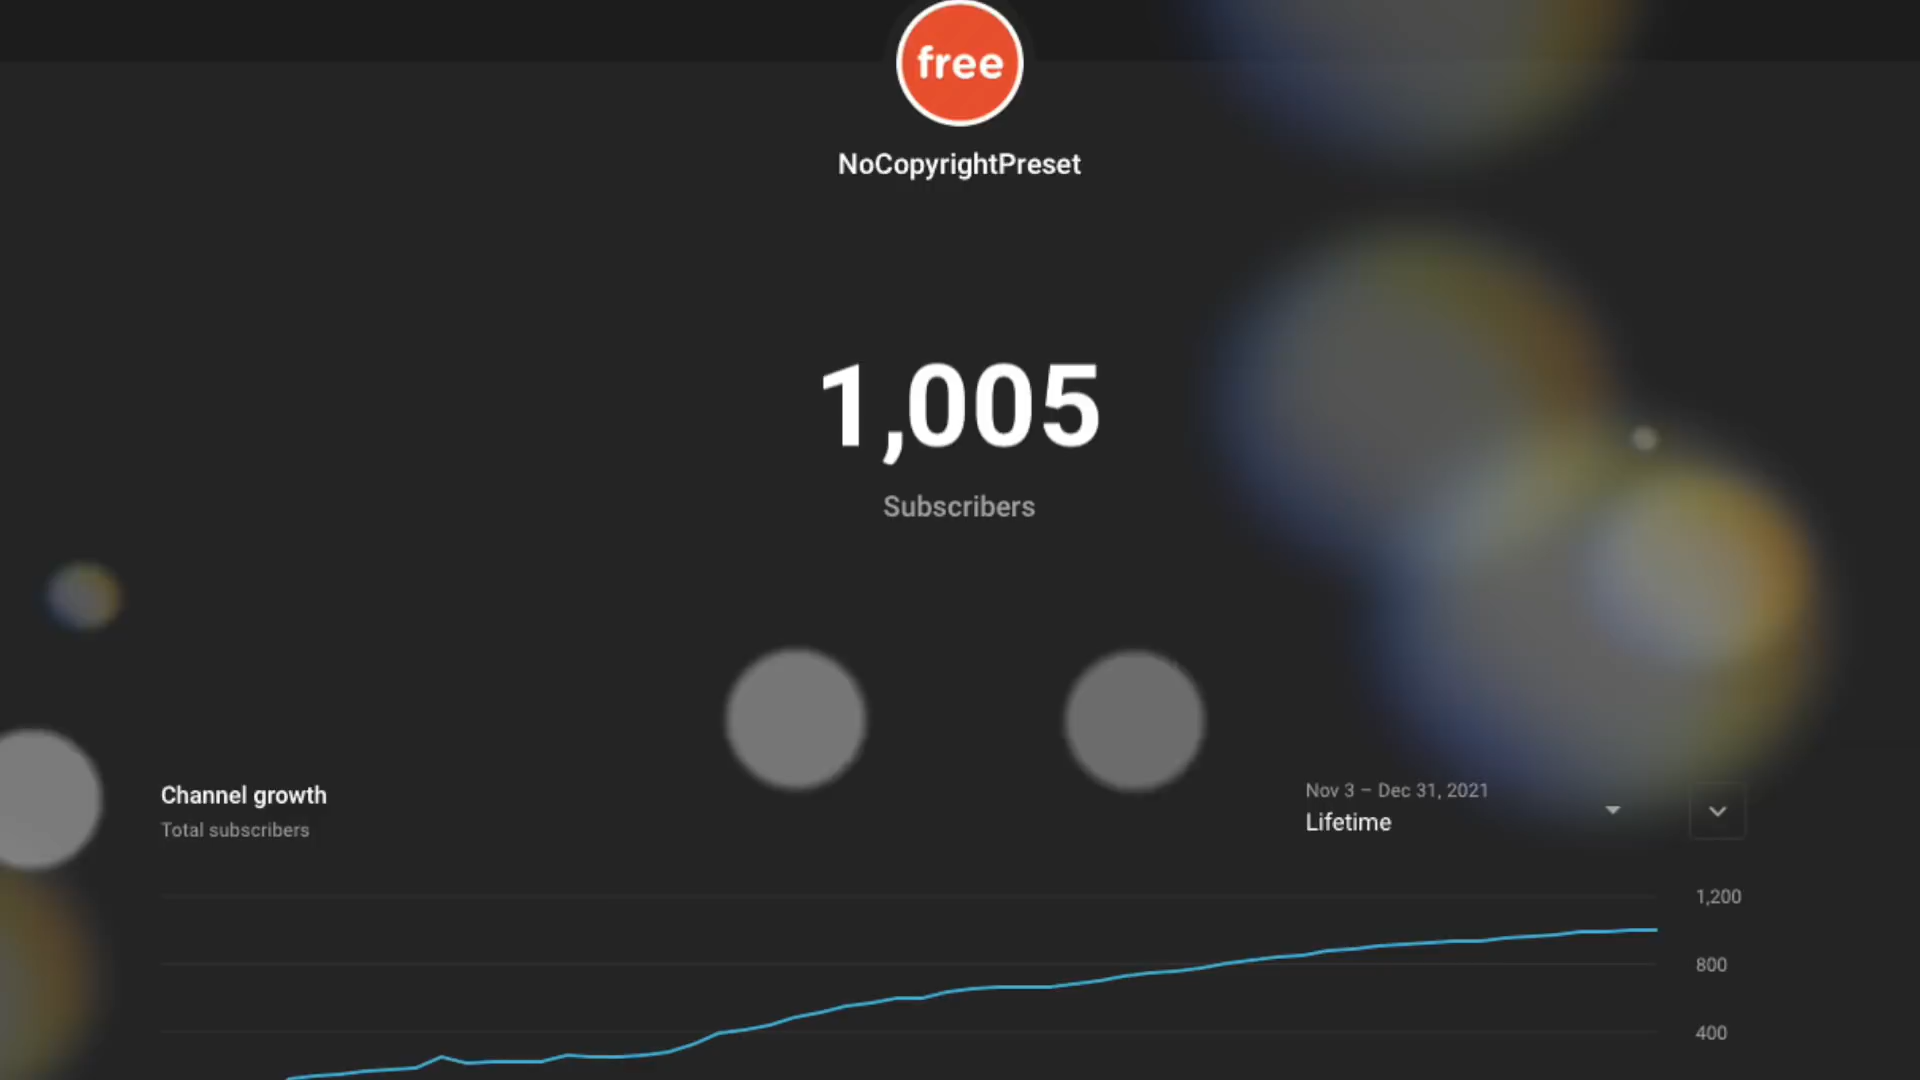 free
NoCopyrightPreset
1,005
Subscribers
Channel growth
Total subscribers
Nov 3 – Dec 31, 2021
Lifetime
1,200
800
400